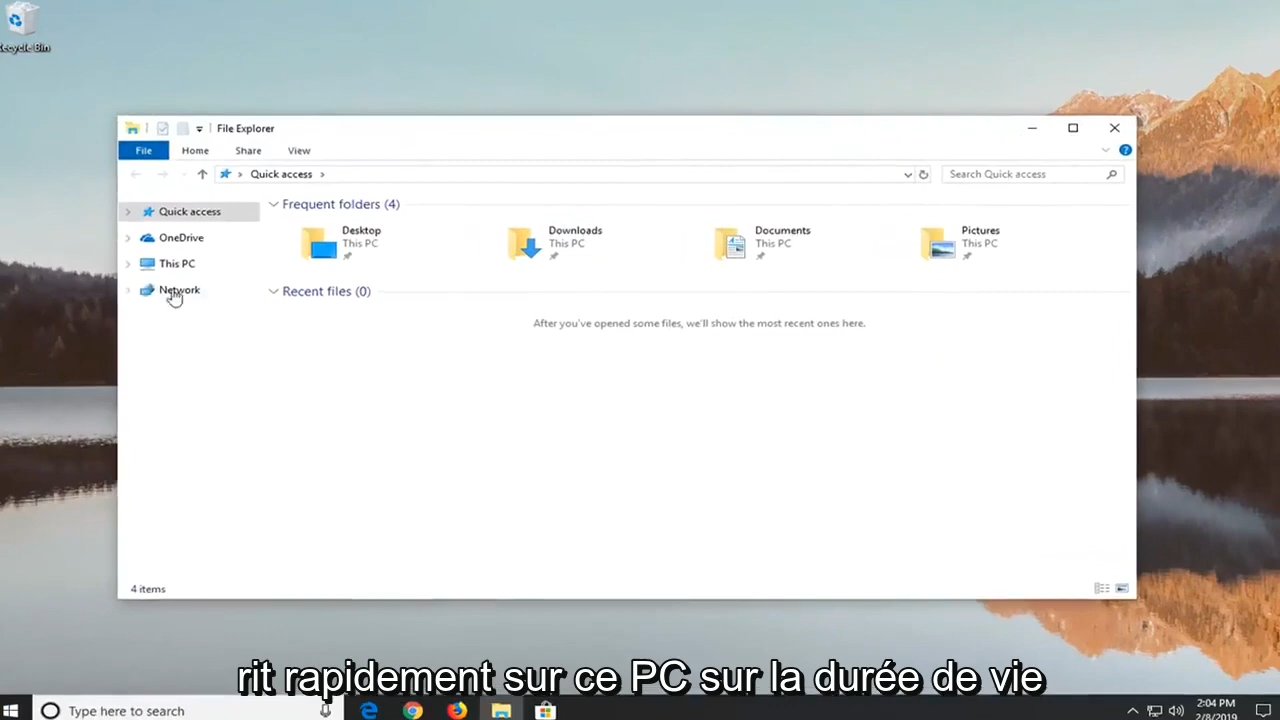 Recycle Bin
File Explorer
File Home Share View
Quick access
Search Quick access
Quick access
OneDrive
This PC
Network
Frequent folders (4)
Desktop
This PC
Downloads
This PC
Documents
This PC
Pictures
This PC
Recent files (0)
After you've opened some files, we'll show the most recent ones here.
4 items
rit rapidement sur ce PC sur la durée de vie
Type here to search
2:04 PM
2/8/2019